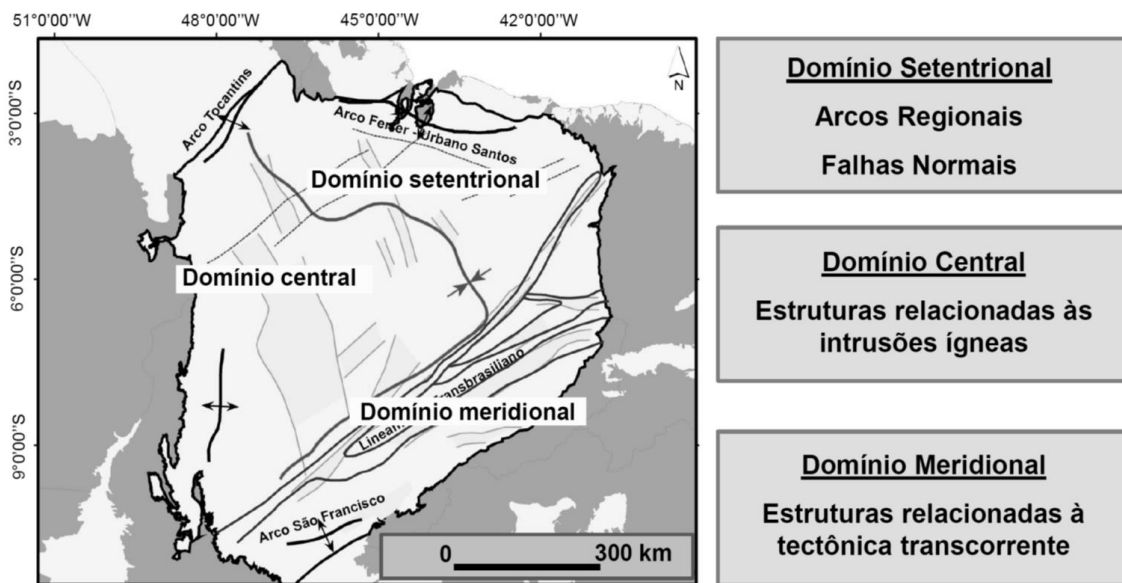 51°0'00''W
48°0'00''W
45°0'00''W
42°0'00''W
3°0'00''S
6°0'00''S
9°0'00''S
N
Arco Tocantins
Arco Ferrer - Urbano Santos
Domínio setentrional
Domínio central
Transbrasiliano
Domínio meridional
Arco São Francisco
0
300 km
Domínio Setentrional
Arcos Regionais
Falhas Normais
Domínio Central
Estruturas relacionadas às
intrusões ígneas
Domínio Meridional
Estruturas relacionadas à
tectônica transcorrente